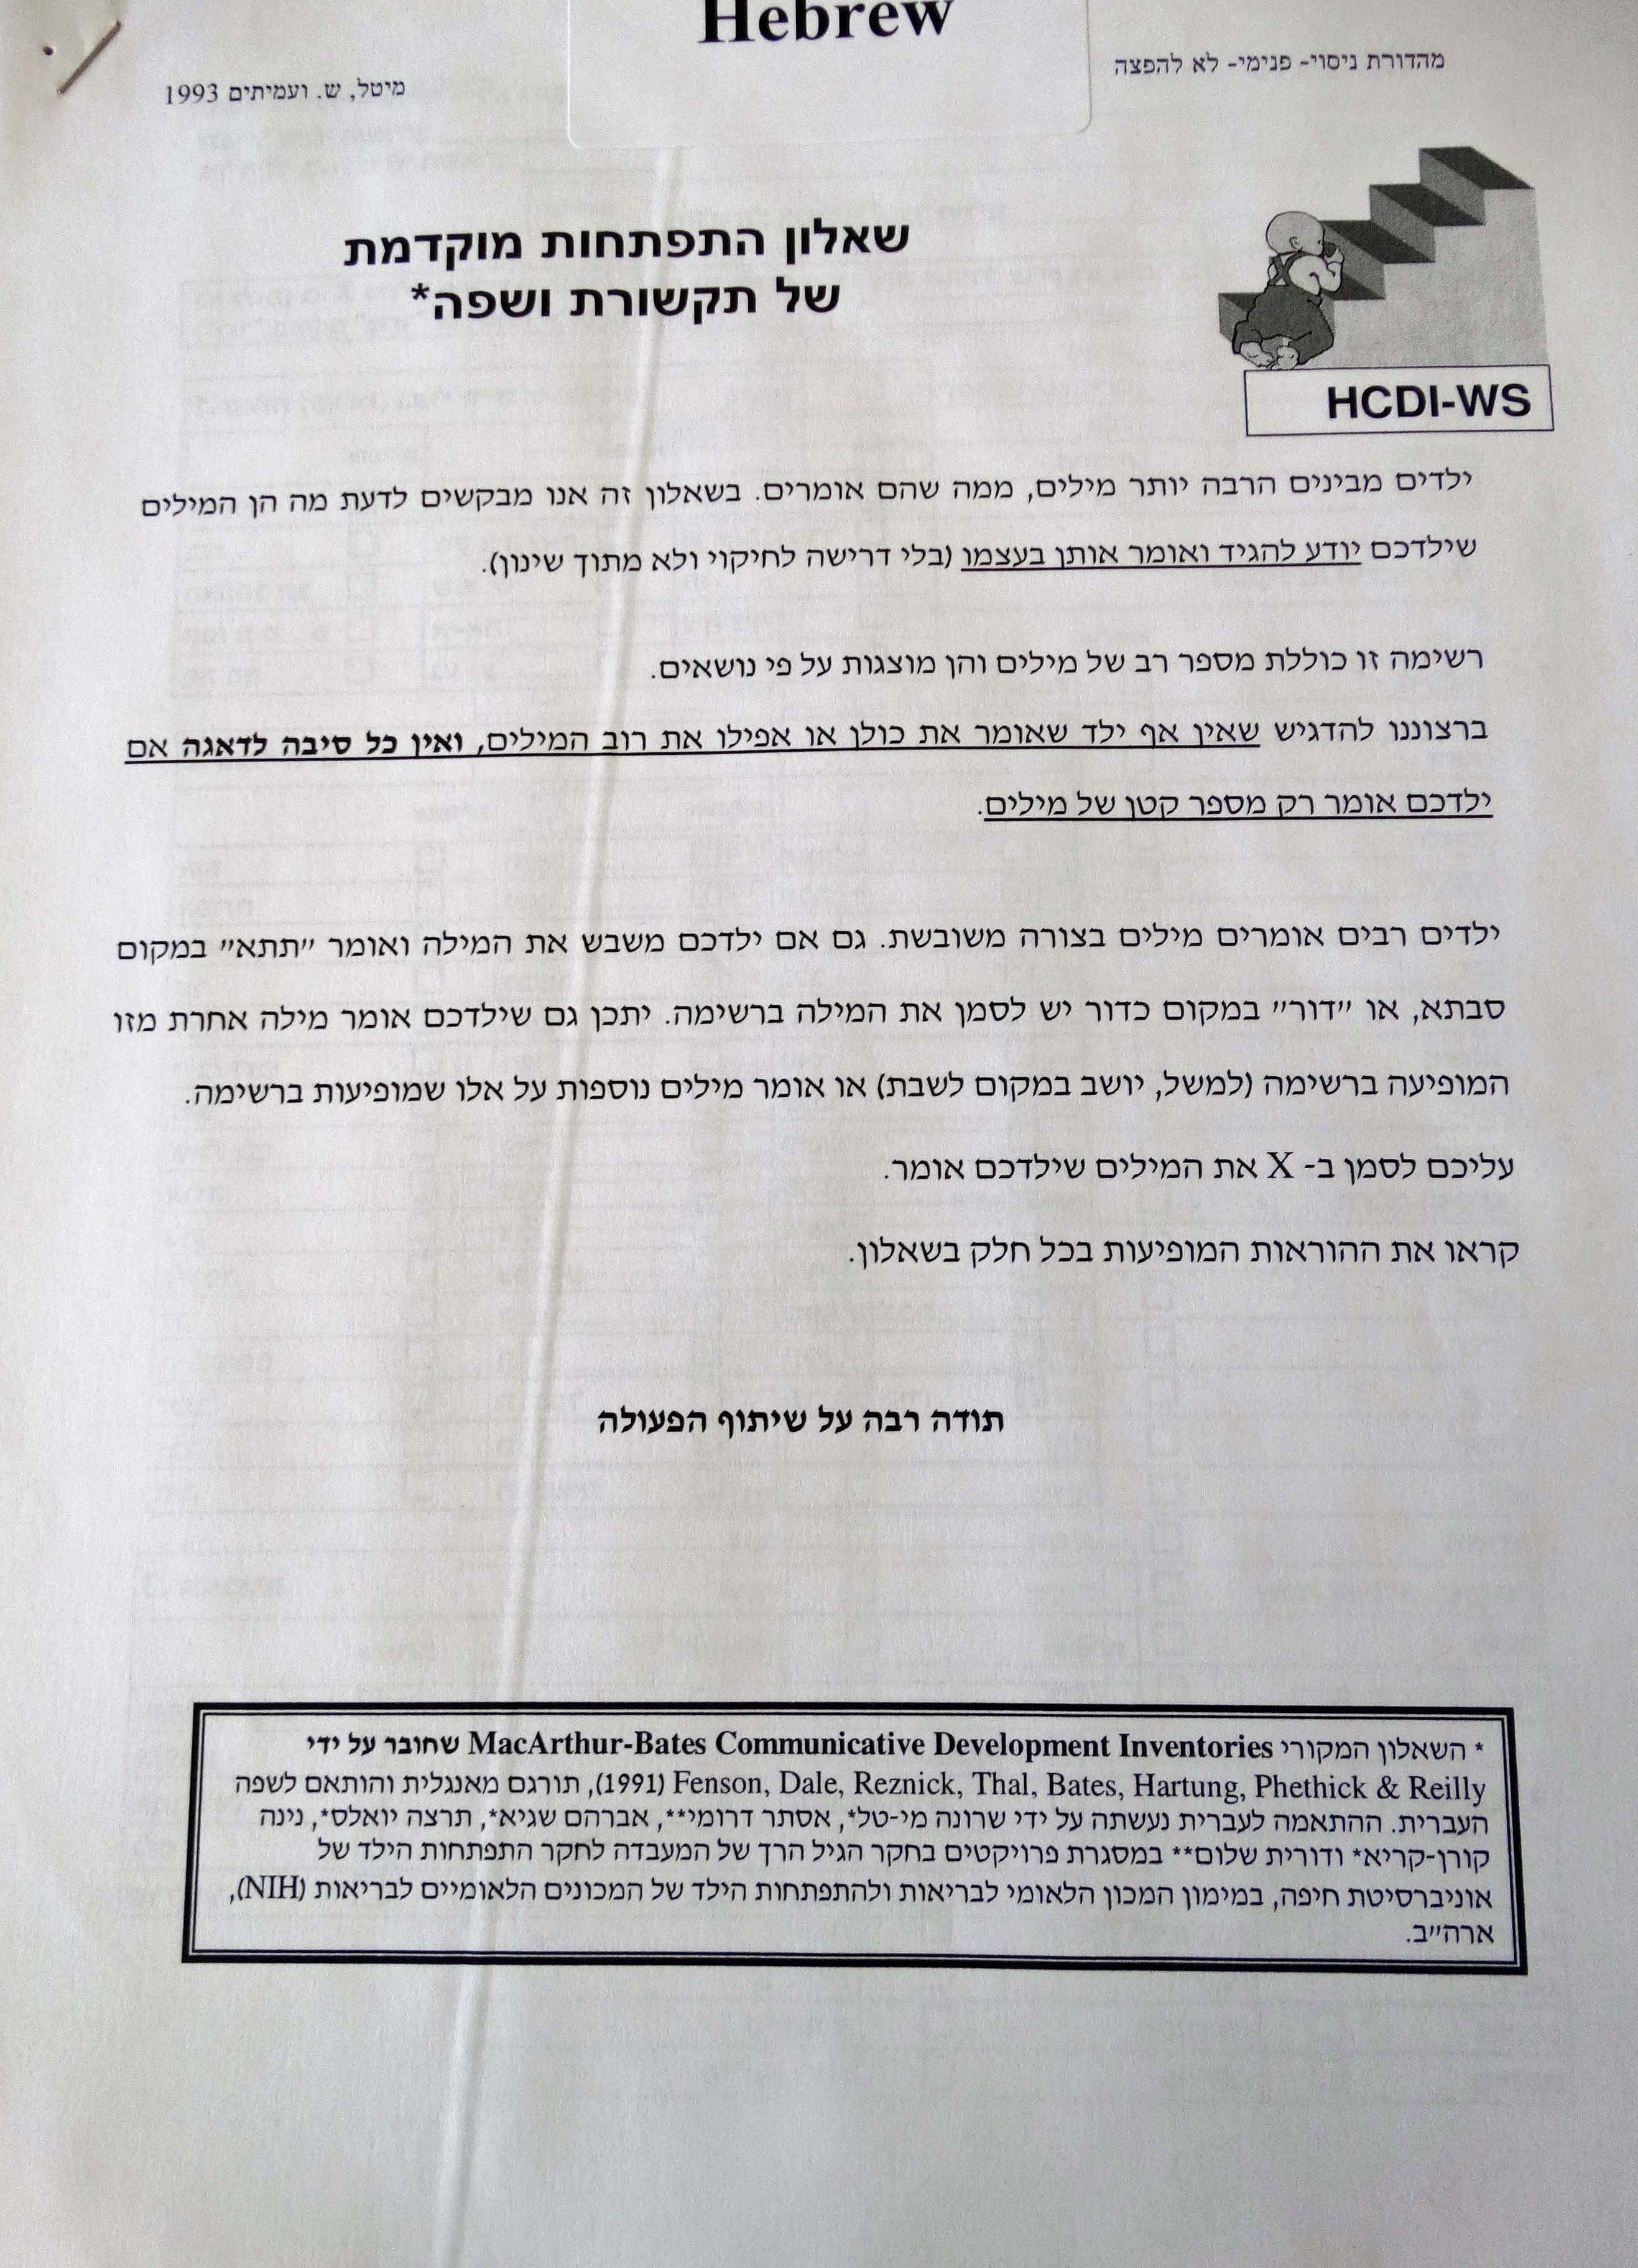 Hebrew
מהדורת ניסוי- פנימי- לא להפצה
מיטל, ש. ועמיתים 1993
שאלון התפתחות מוקדמת
של תקשורת ושפה*
HCDI-WS
ילדים מבינים הרבה יותר מילים, ממה שהם אומרים. בשאלון זה אנו מבקשים לדעת מה הן המילים
שילדכם יודע להגיד ואומר אותן בעצמו (בלי דרישה לחיקוי ולא מתוך שינון).
רשימה זו כוללת מספר רב של מילים והן מוצגות על פי נושאים.
ברצוננו להדגיש שאין אף ילד שאומר את כולן או אפילו את רוב המילים, ואין כל סיבה לדאגה אם
ילדכם אומר רק מספר קטן של מילים.
ילדים רבים אומרים מילים בצורה משובשת. גם אם ילדכם משבש את המילה ואומר "תתא" במקום
סבתא, או "דור" במקום כדור יש לסמן את המילה ברשימה. יתכן גם שילדכם אומר מילה אחרת מזו
המופיעה ברשימה (למשל, יושב במקום לשבת) או אומר מילים נוספות על אלו שמופיעות ברשימה.
עליכם לסמן ב- X את המילים שילדכם אומר.
קראו את ההוראות המופיעות בכל חלק בשאלון.
תודה רבה על שיתוף הפעולה
* השאלון המקורי MacArthur-Bates Communicative Development Inventories שחובר על ידי
Fenson, Dale, Reznick, Thal, Bates, Hartung, Phethick & Reilly (1991), תורגם מאנגלית והותאם לשפה
העברית. ההתאמה לעברית נעשתה על ידי שרונה מי-טל*, אסתר דרומי**, אברהם שגיא*, תרצה יואלס*, נינה
קורן-קריא* ודורית שלום** במסגרת פרויקטים בחקר הגיל הרך של המעבדה לחקר התפתחות הילד של
אוניברסיטת חיפה, במימון המכון הלאומי לבריאות ולהתפתחות הילד של המכונים הלאומיים לבריאות (NIH),
ארה"ב.